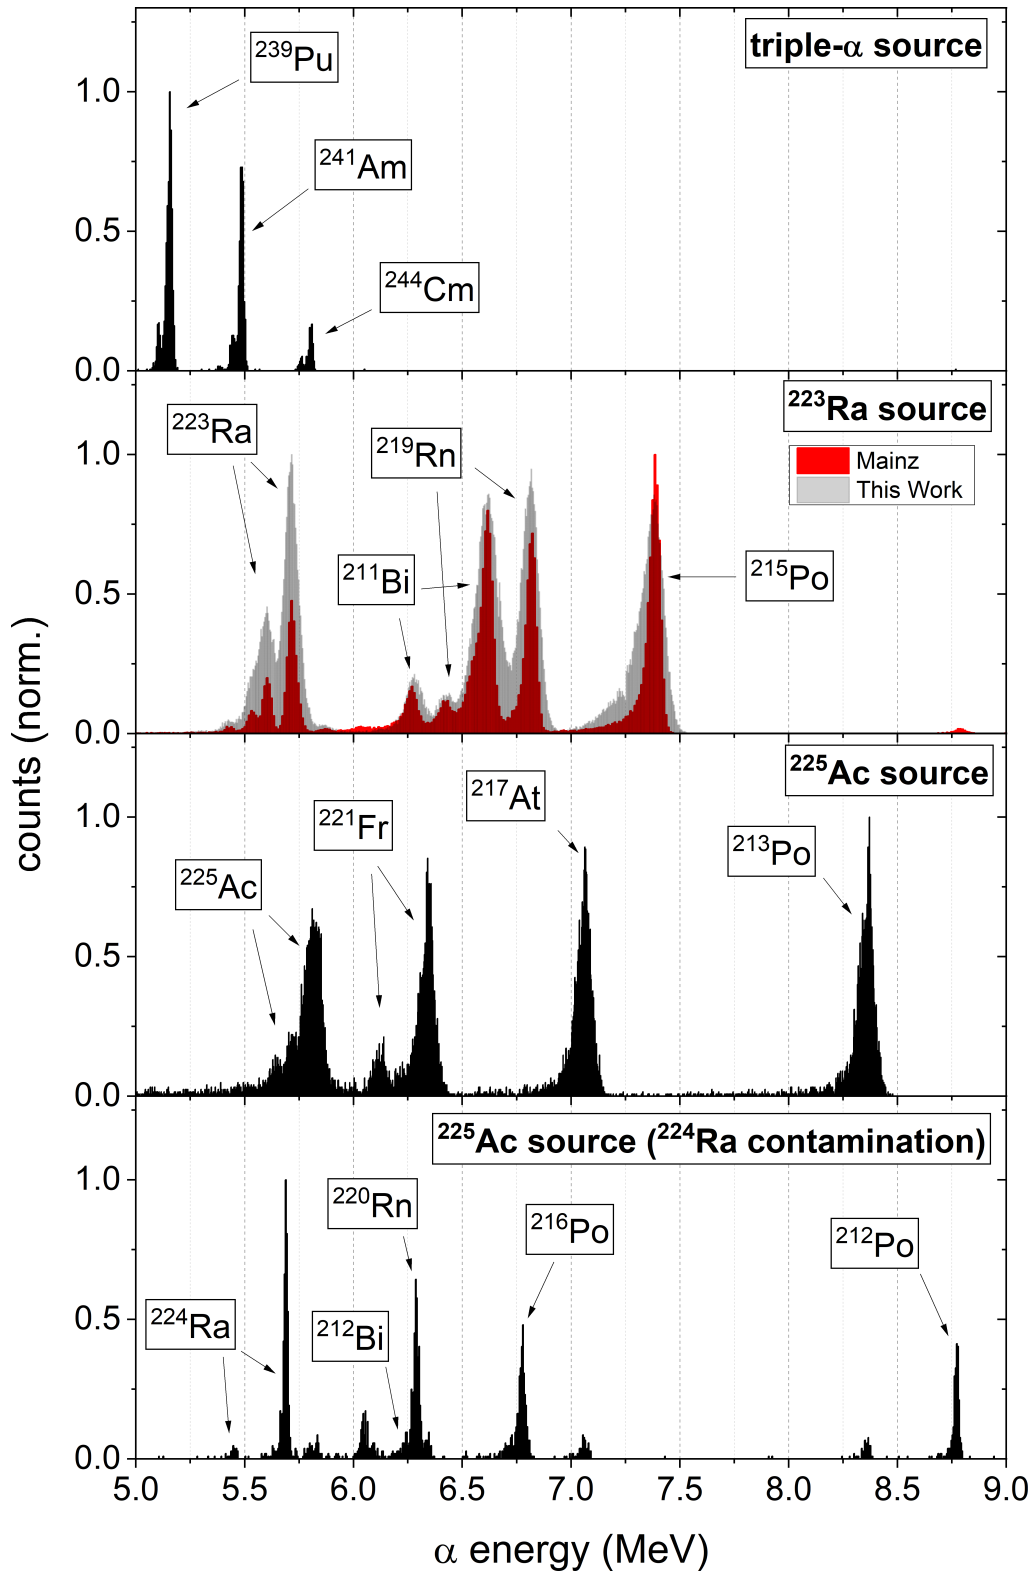 triple-α source
²³⁹Pu
²⁴¹Am
²⁴⁴Cm
1.0
0.5
0.0
²²³Ra source
Mainz
This Work
²²³Ra
²¹⁹Rn
²¹¹Bi
²¹⁵Po
1.0
0.5
0.0
²²⁵Ac source
²¹⁷At
²²¹Fr
²¹³Po
²²⁵Ac
1.0
0.5
0.0
²²⁵Ac source (²²⁴Ra contamination)
²²⁰Rn
²¹⁶Po
²¹²Po
²²⁴Ra
²¹²Bi
1.0
0.5
0.0
5.0 5.5 6.0 6.5 7.0 7.5 8.0 8.5 9.0
α energy (MeV)
counts (norm.)